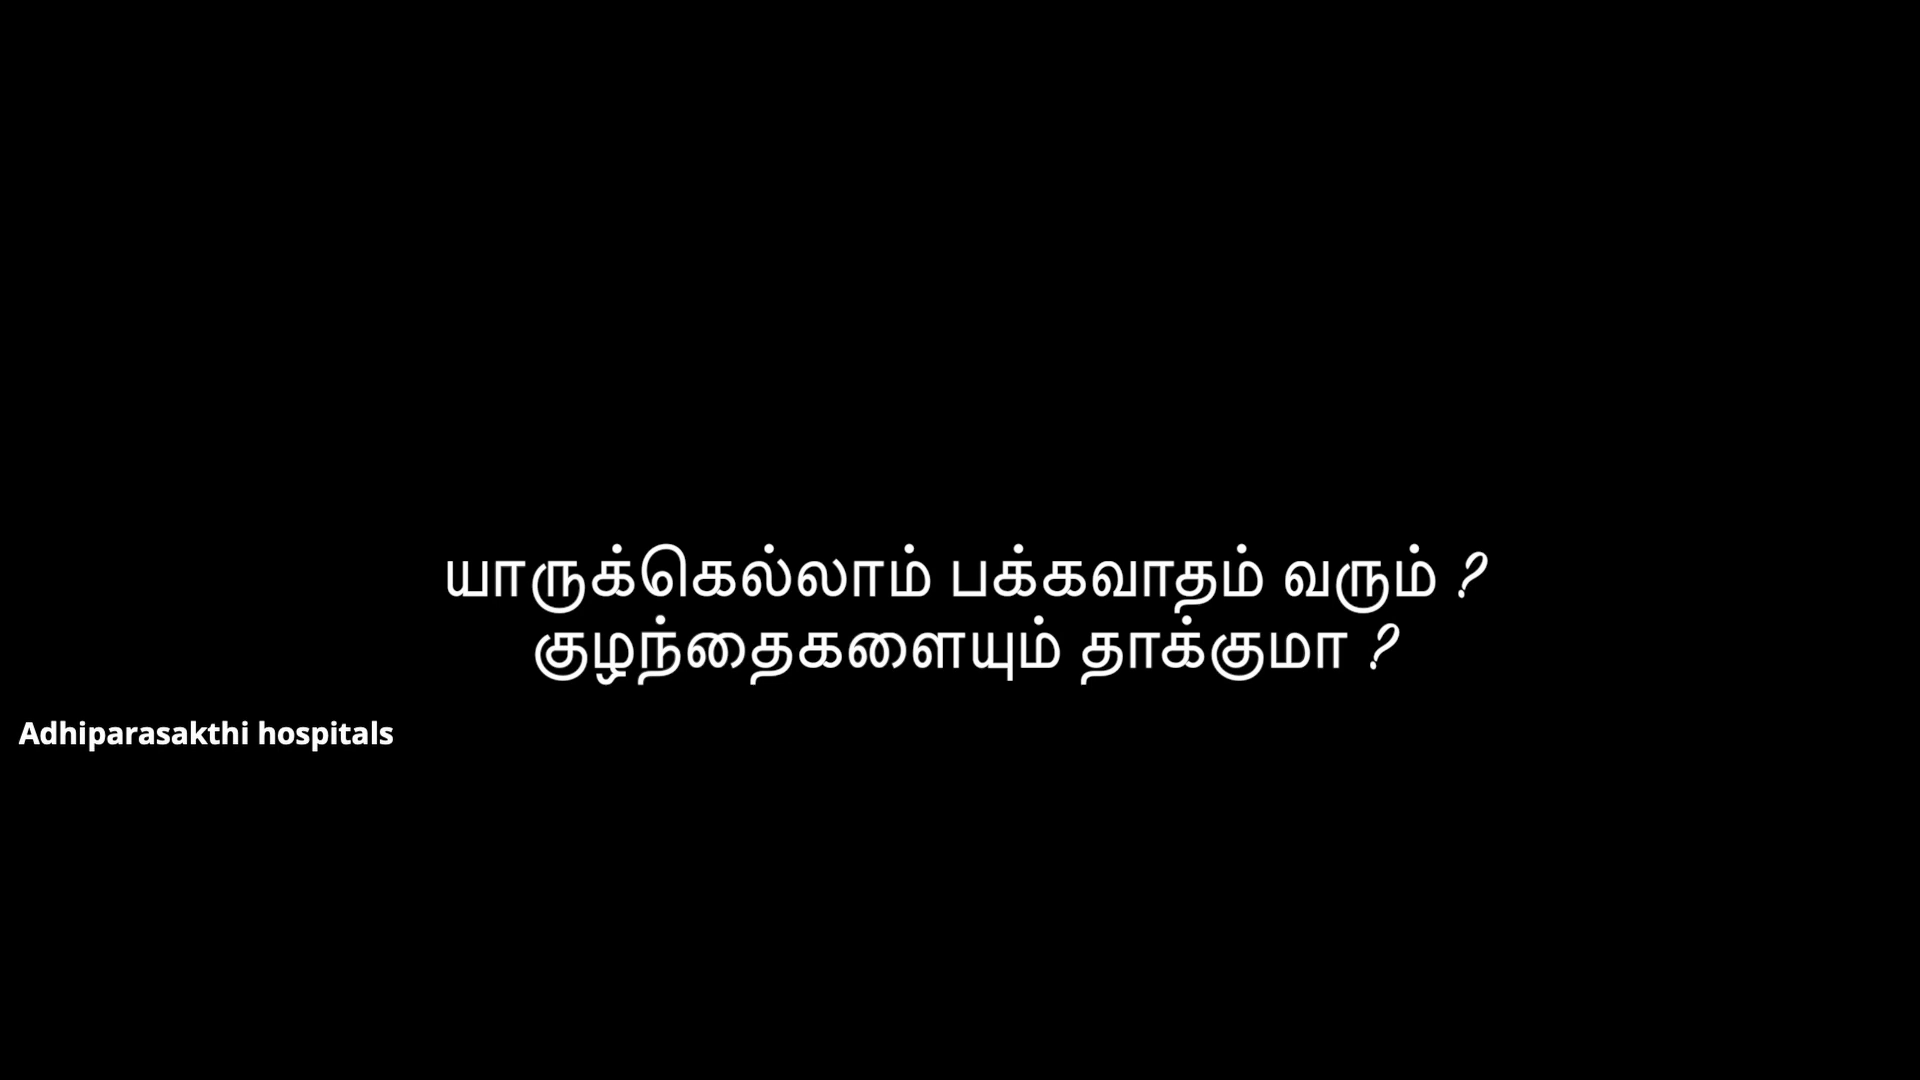 யாருக்கெல்லாம் பக்கவாதம் வரும் ?
குழந்தைகளையும் தாக்குமா ?
Adhiparasakthi hospitals